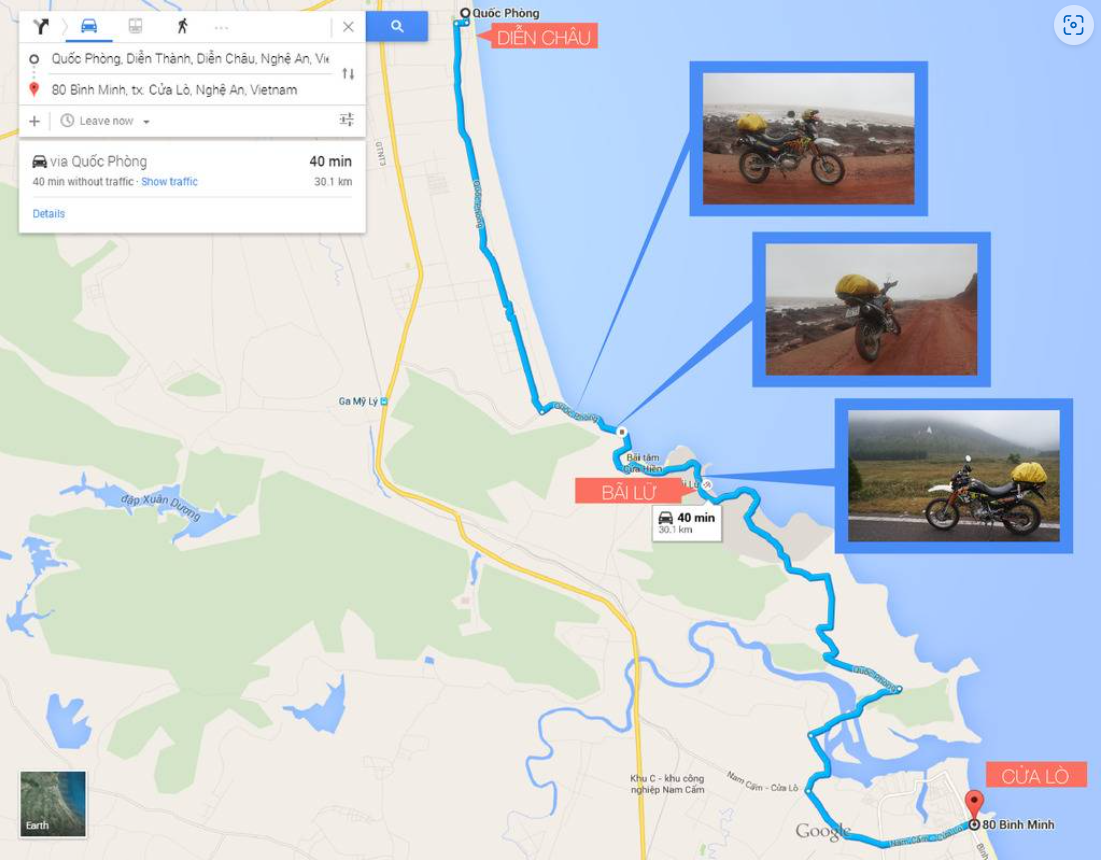 Quốc Phòng, Diễn Thành, Diễn Châu, Nghệ An, Vi
80 Bình Minh, tx. Cửa Lò, Nghệ An, Vietnam
Leave now
via Quốc Phòng
40 min
40 min without traffic · Show traffic
30.1 km
Details
Quốc Phòng
DIỄN CHÂU
Ga Mỹ Lý
đập Xuân Dương
Bãi tắm
Cửa Hiền
BÃI LỮ
40 min
30.1 km
Khu C - khu công
nghiệp Nam Cấm
Nam Cấm - Cửa Lò
CỬA LÒ
80 Bình Minh
Google
Earth